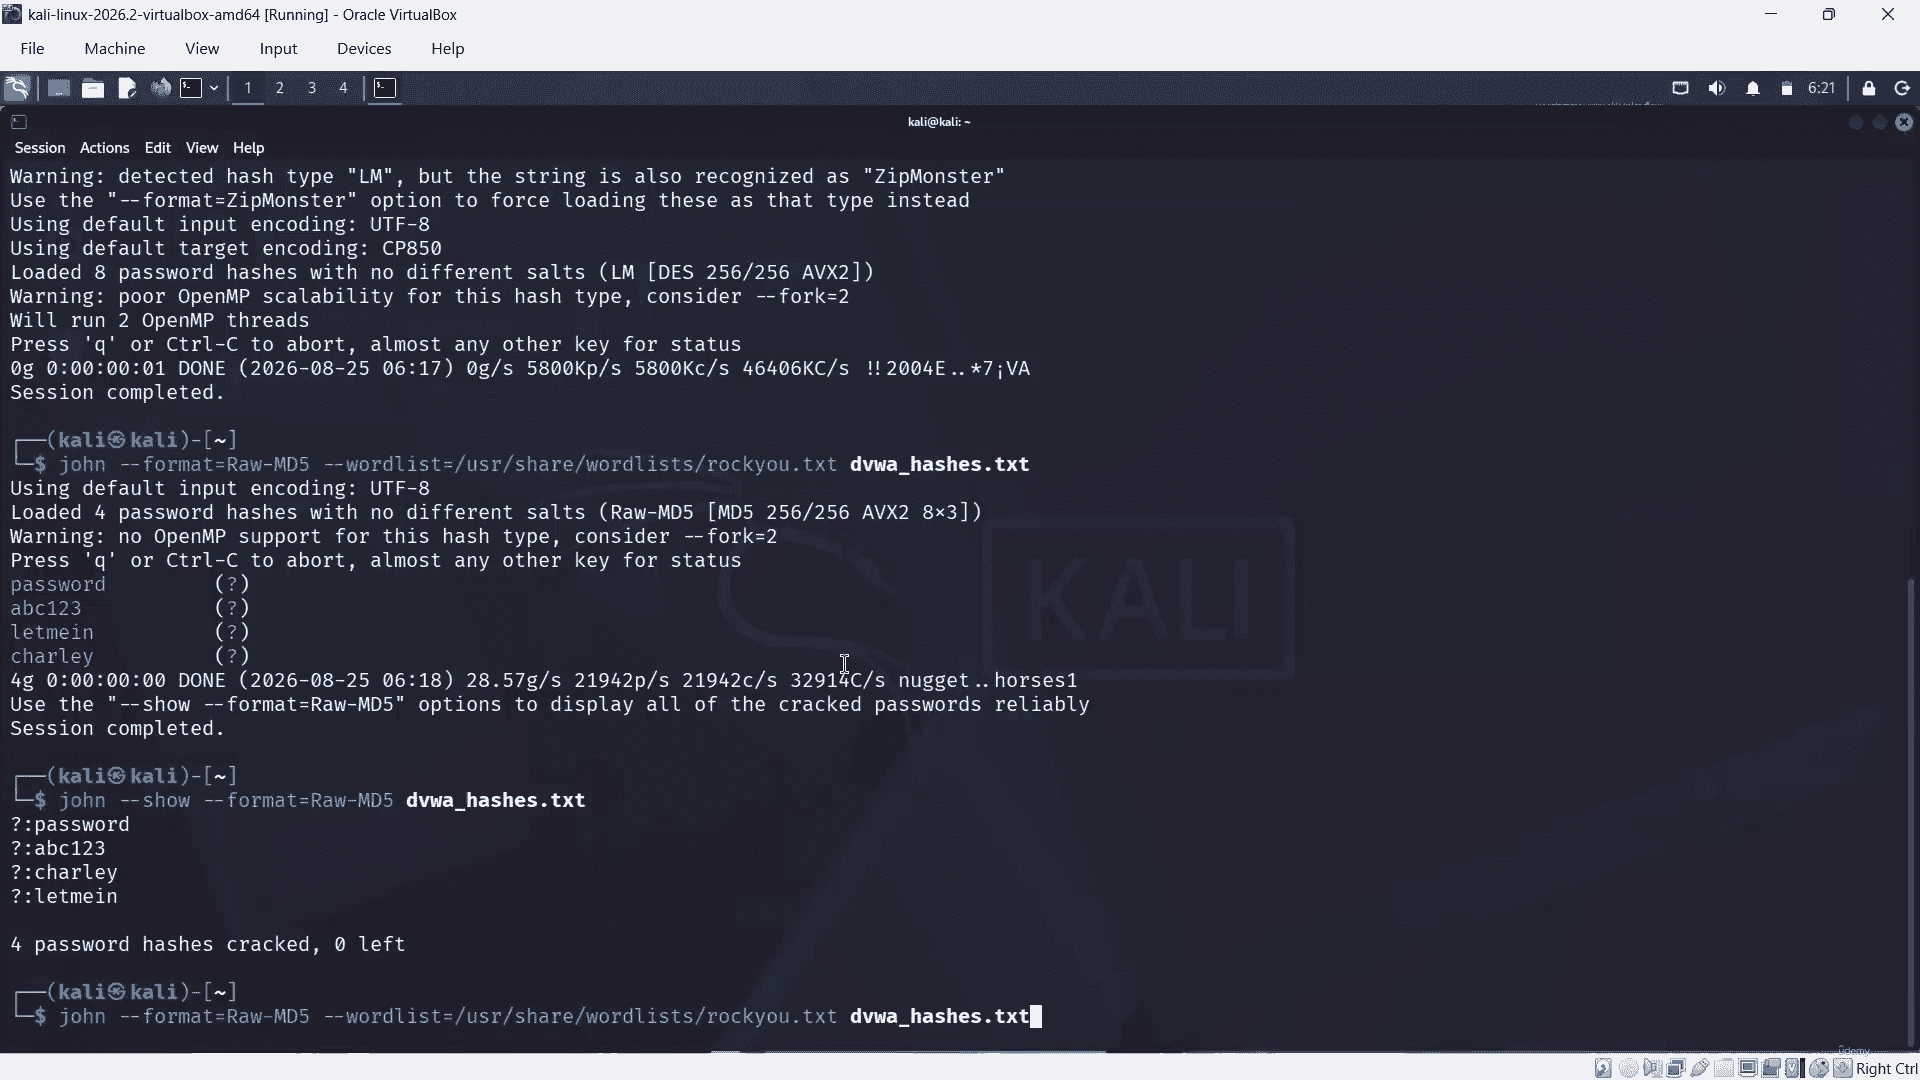 kali-linux-2026.2-virtualbox-amd64 [Running] - Oracle VirtualBox
File Machine View Input Devices Help
1 2 3 4 6:21
kali@kali: ~
Session Actions Edit View Help
Warning: detected hash type "LM", but the string is also recognized as "ZipMonster"
Use the "--format=ZipMonster" option to force loading these as that type instead
Using default input encoding: UTF-8
Using default target encoding: CP850
Loaded 8 password hashes with no different salts (LM [DES 256/256 AVX2])
Warning: poor OpenMP scalability for this hash type, consider --fork=2
Will run 2 OpenMP threads
Press 'q' or Ctrl-C to abort, almost any other key for status
0g 0:00:00:01 DONE (2026-08-25 06:17) 0g/s 5800Kp/s 5800Kc/s 46406KC/s !!2004E..*7¡VA
Session completed.
┌──(kali㉿kali)-[~]
└─$ john --format=Raw-MD5 --wordlist=/usr/share/wordlists/rockyou.txt dvwa_hashes.txt
Using default input encoding: UTF-8
Loaded 4 password hashes with no different salts (Raw-MD5 [MD5 256/256 AVX2 8×3])
Warning: no OpenMP support for this hash type, consider --fork=2
Press 'q' or Ctrl-C to abort, almost any other key for status
password (?)
abc123 (?)
letmein (?)
charley (?)
4g 0:00:00:00 DONE (2026-08-25 06:18) 28.57g/s 21942p/s 21942c/s 32914C/s nugget..horses1
Use the "--show --format=Raw-MD5" options to display all of the cracked passwords reliably
Session completed.
┌──(kali㉿kali)-[~]
└─$ john --show --format=Raw-MD5 dvwa_hashes.txt
?:password
?:abc123
?:charley
?:letmein
4 password hashes cracked, 0 left
┌──(kali㉿kali)-[~]
└─$ john --format=Raw-MD5 --wordlist=/usr/share/wordlists/rockyou.txt dvwa_hashes.txt
KALI
udemy
Right Ctrl